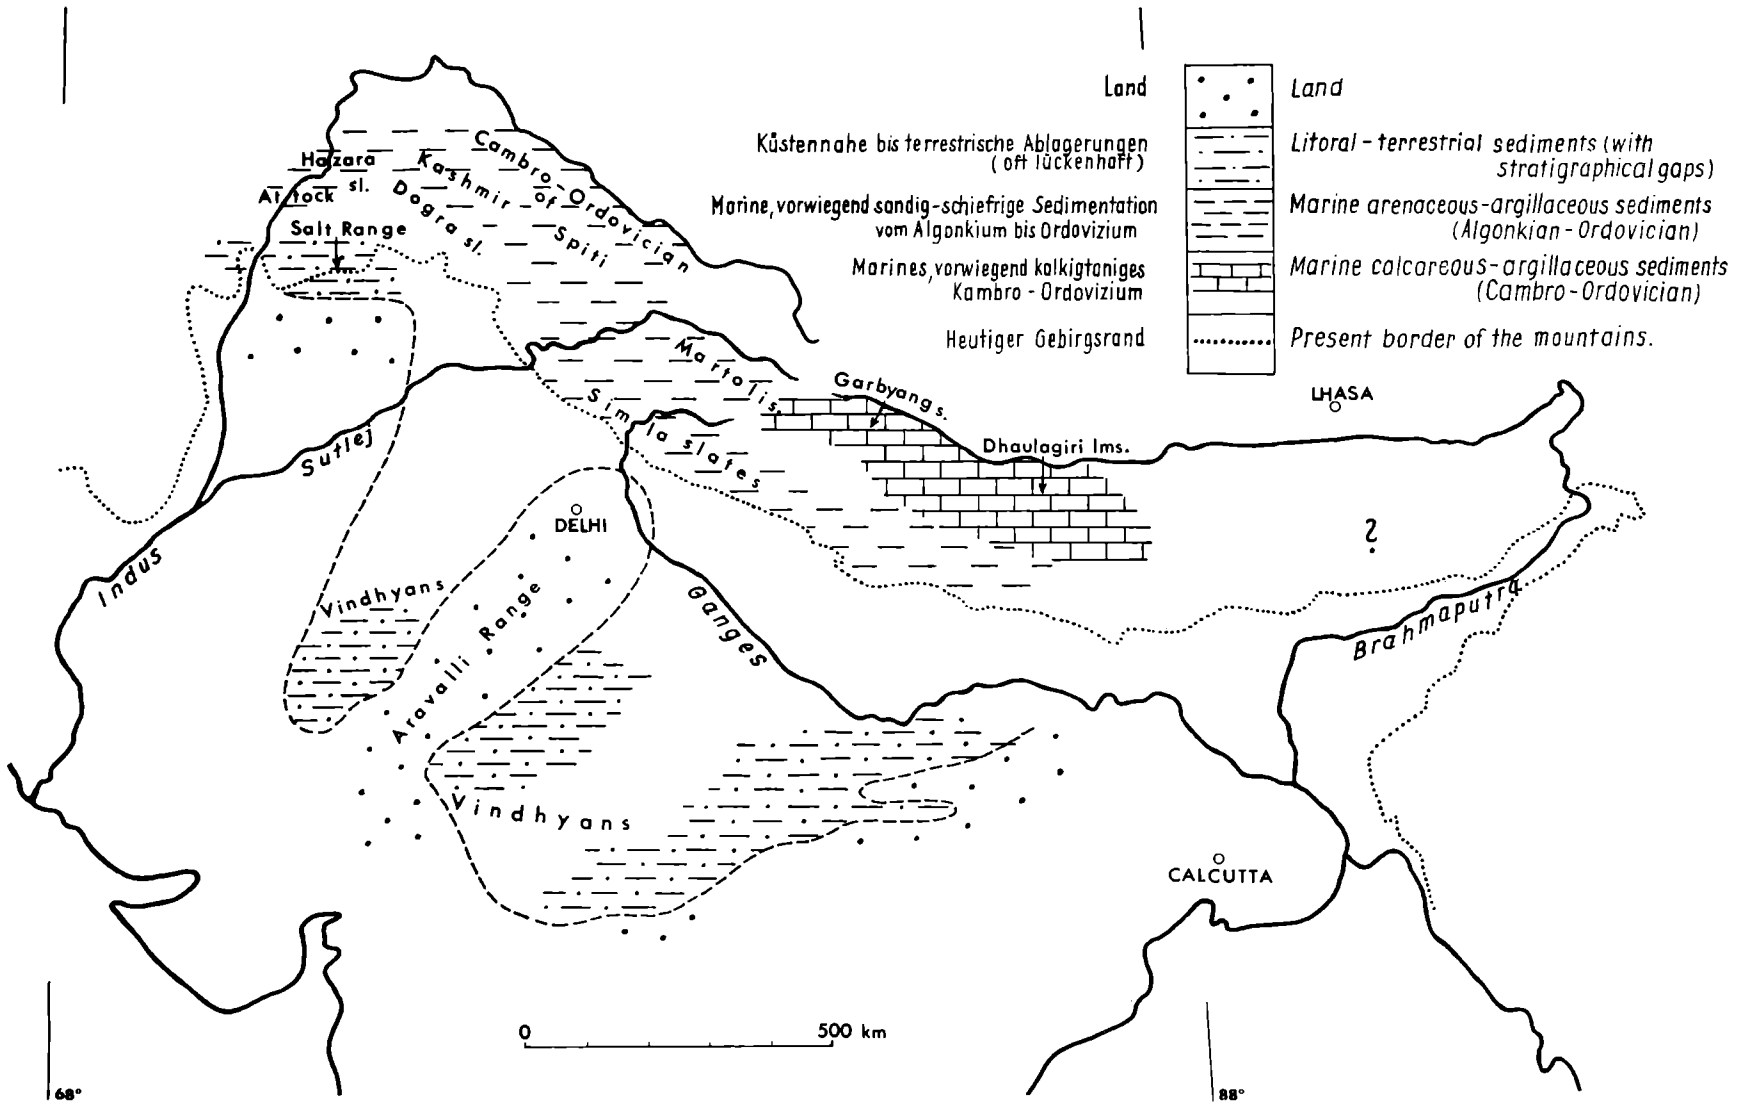 Land
Land
Küstennahe bis terrestrische Ablagerungen
(oft lückenhaft)
Litoral-terrestrial sediments (with
stratigraphical gaps)
Marine, vorwiegend sandig-schiefrige Sedimentation
vom Algonkium bis Ordovizium
Marine arenaceous-argillaceous sediments
(Algonkian-Ordovician)
Marines, vorwiegend kalkigtoniges
Kambro-Ordovizium
Marine calcareous-argillaceous sediments
(Cambro-Ordovician)
Heutiger Gebirgsrand
Present border of the mountains.
Hazara
Attock sl.
Salt Range
Cambro-Ordovician
of
Spiti
Kashmir
Dogra sl.
Martoli s.
Simla slates
Garbyang s.
Dhaulagiri lms.
LHASA
Sutlej
DELHI
Indus
Vindhyans
Aravalli Range
Ganges
?
Brahmaputra
Vindhyans
CALCUTTA
0 500 km
68°
88°